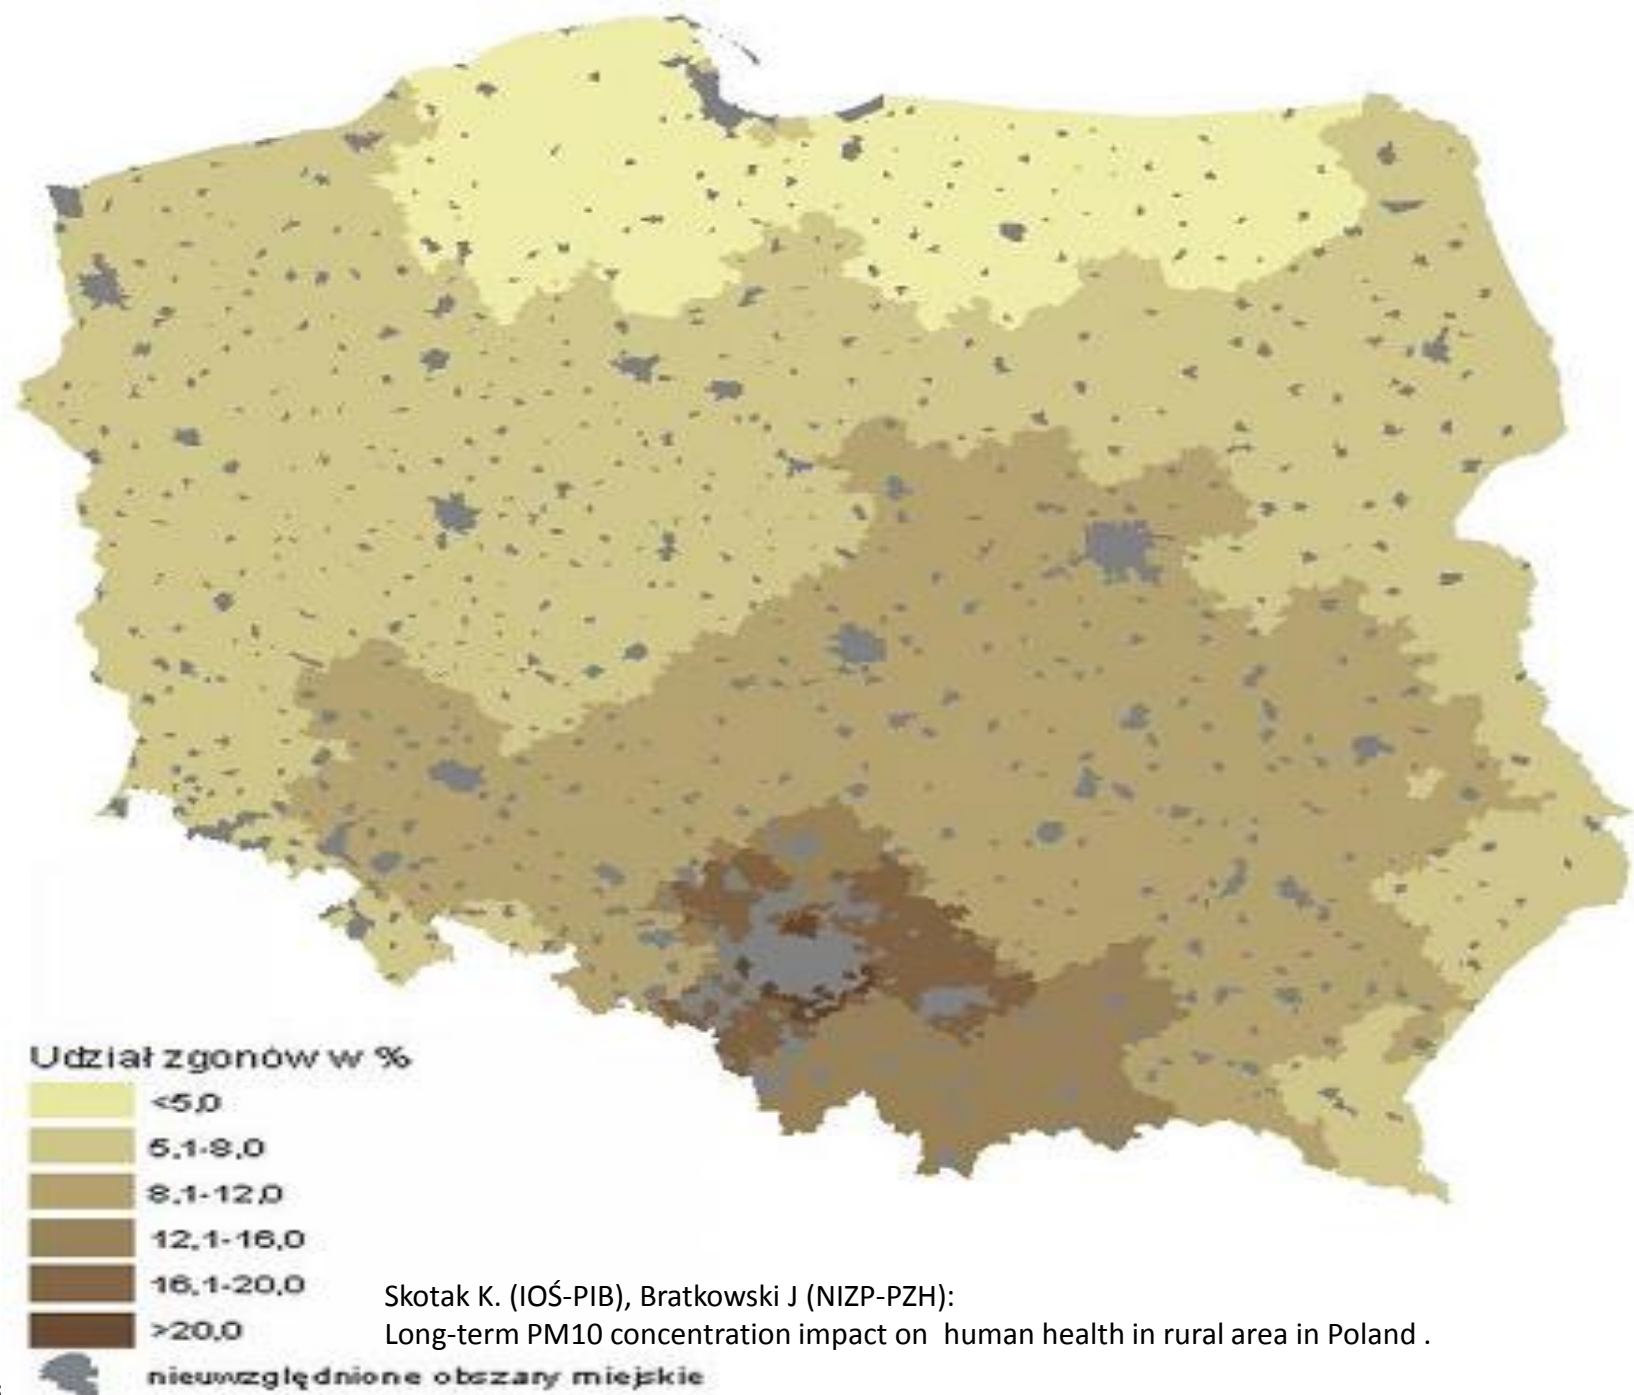 Udział zgonów w %
<5,0
5,1-8,0
8,1-12,0
12,1-16,0
16,1-20,0
>20,0
nieuwzględnione obszary miejskie
Skotak K. (IOŚ-PIB), Bratkowski J (NIZP-PZH):
Long-term PM10 concentration impact on human health in rural area in Poland .